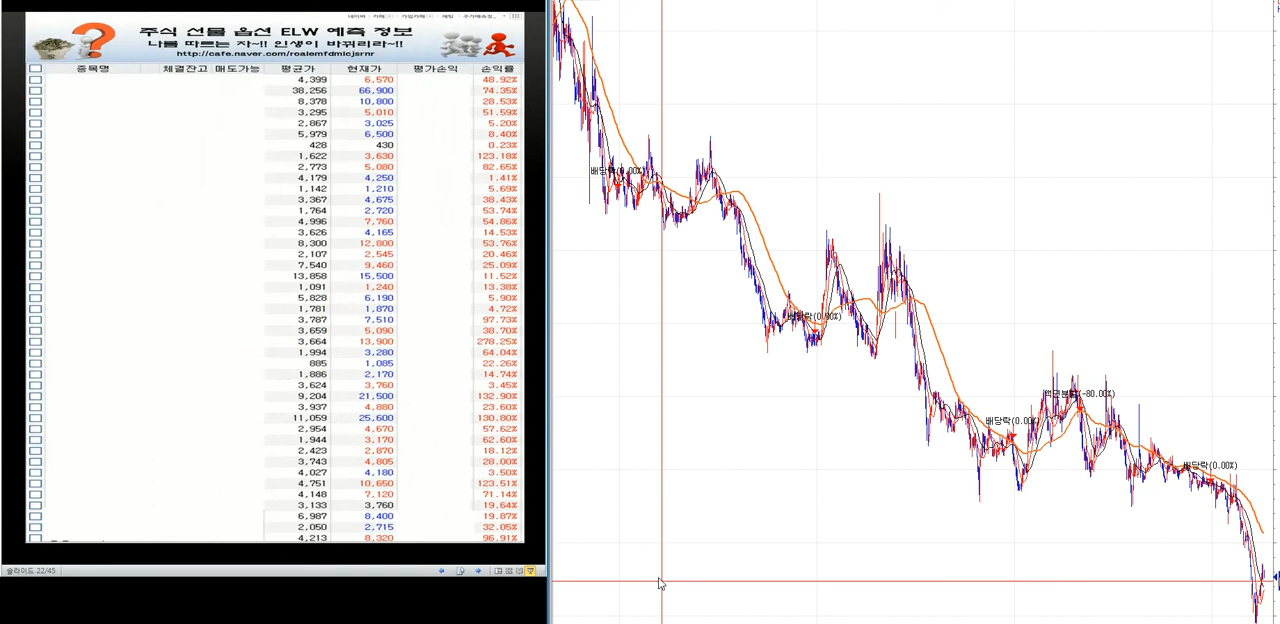 주식 선물 옵션 ELW 예측 정보
나를 따르는 자~!! 인생이 바뀌리라~!!
http://cafe.naver.com/roalemfdmlojsrnr
종목명 체결잔고 매도가능 평균가 현재가 평가손익 손익률
4,399 6,570 48.92%
38,256 66,900 74.35%
8,378 10,800 28.53%
3,295 5,010 51.59%
2,867 3,025 5.20%
5,979 6,500 8.40%
428 430 0.23%
1,622 3,630 123.18%
2,773 5,080 82.65%
4,179 4,250 1.41%
1,142 1,210 5.69%
3,367 4,675 38.43%
1,764 2,720 53.74%
4,996 7,760 54.86%
3,626 4,165 14.53%
8,300 12,800 53.76%
2,107 2,545 20.46%
7,540 9,460 25.09%
13,858 15,500 11.52%
1,091 1,240 13.38%
5,828 6,190 5.90%
1,781 1,870 4.72%
3,787 7,510 97.73%
3,659 5,090 38.70%
3,664 13,900 278.25%
1,994 3,280 64.04%
885 1,085 22.26%
1,886 2,170 14.74%
3,624 3,760 3.45%
9,204 21,500 132.90%
3,937 4,880 23.60%
11,059 25,600 130.80%
2,954 4,670 57.62%
1,944 3,170 62.60%
2,423 2,870 18.12%
3,743 4,805 28.00%
4,027 4,180 3.50%
4,751 10,650 123.51%
4,148 7,120 71.14%
3,133 3,760 19.64%
6,987 8,400 19.87%
2,050 2,715 32.05%
4,213 8,320 96.91%
슬라이드 22/45
배당락(0.00%)
배당락(0.00%)
배당락(0.00%)
액면분할(-80.00%)
배당락(0.00%)